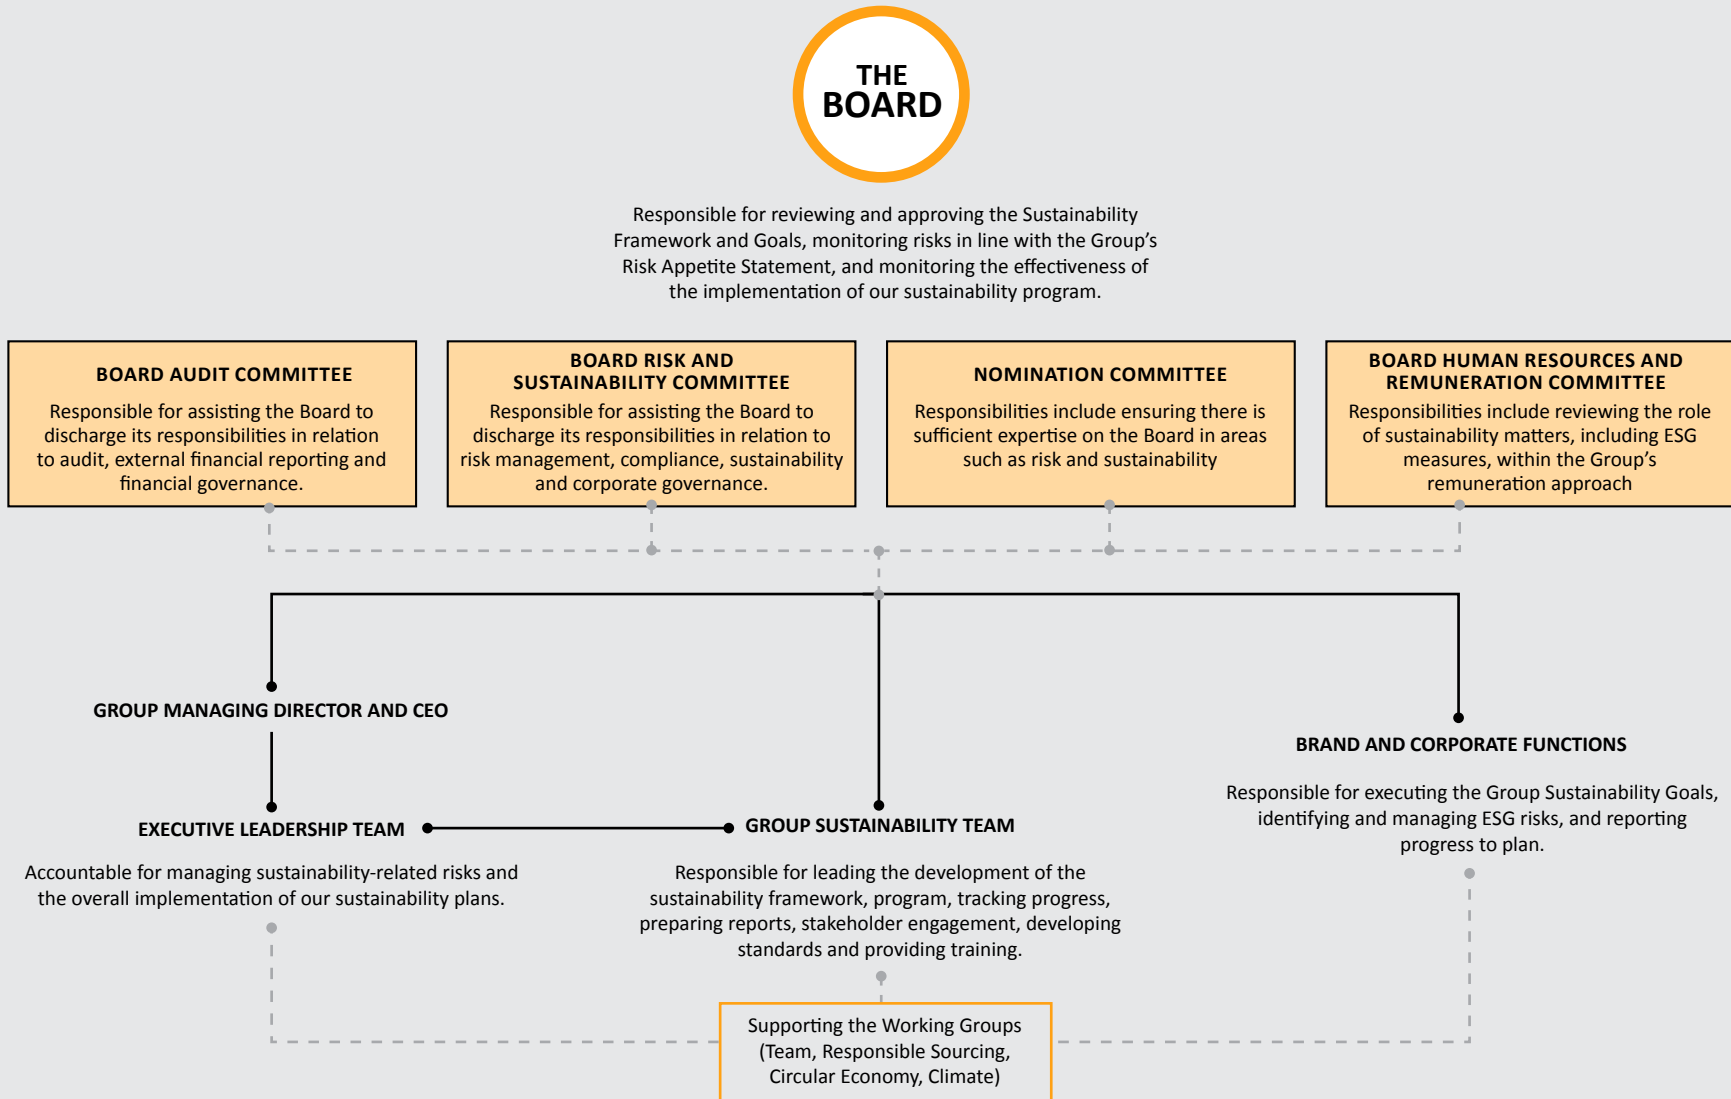 THE
BOARD
Responsible for reviewing and approving the Sustainability
Framework and Goals, monitoring risks in line with the Group’s
Risk Appetite Statement, and monitoring the effectiveness of
the implementation of our sustainability program.
BOARD AUDIT COMMITTEE
Responsible for assisting the Board to
discharge its responsibilities in relation
to audit, external financial reporting and
financial governance.
BOARD RISK AND
SUSTAINABILITY COMMITTEE
Responsible for assisting the Board to
discharge its responsibilities in relation to
risk management, compliance, sustainability
and corporate governance.
NOMINATION COMMITTEE
Responsibilities include ensuring there is
sufficient expertise on the Board in areas
such as risk and sustainability
BOARD HUMAN RESOURCES AND
REMUNERATION COMMITTEE
Responsibilities include reviewing the role
of sustainability matters, including ESG
measures, within the Group’s
remuneration approach
GROUP MANAGING DIRECTOR AND CEO
EXECUTIVE LEADERSHIP TEAM
Accountable for managing sustainability-related risks and
the overall implementation of our sustainability plans.
GROUP SUSTAINABILITY TEAM
Responsible for leading the development of the
sustainability framework, program, tracking progress,
preparing reports, stakeholder engagement, developing
standards and providing training.
BRAND AND CORPORATE FUNCTIONS
Responsible for executing the Group Sustainability Goals,
identifying and managing ESG risks, and reporting
progress to plan.
Supporting the Working Groups
(Team, Responsible Sourcing,
Circular Economy, Climate)